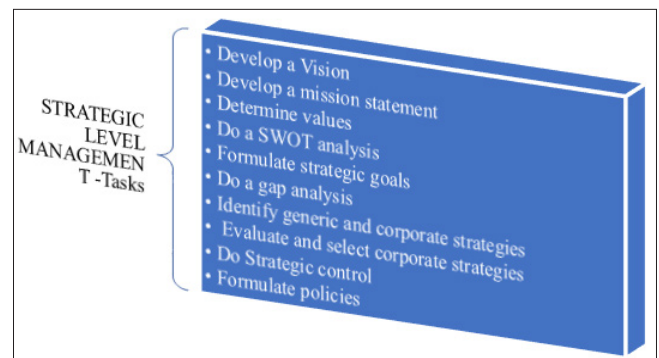 STRATEGIC
LEVEL
MANAGEMEN
T -Tasks
• Develop a Vision
• Develop a mission statement
• Determine values
• Do a SWOT analysis
• Formulate strategic goals
• Do a gap analysis
• Identify generic and corporate strategies
• Evaluate and select corporate strategies
• Do Strategic control
• Formulate policies